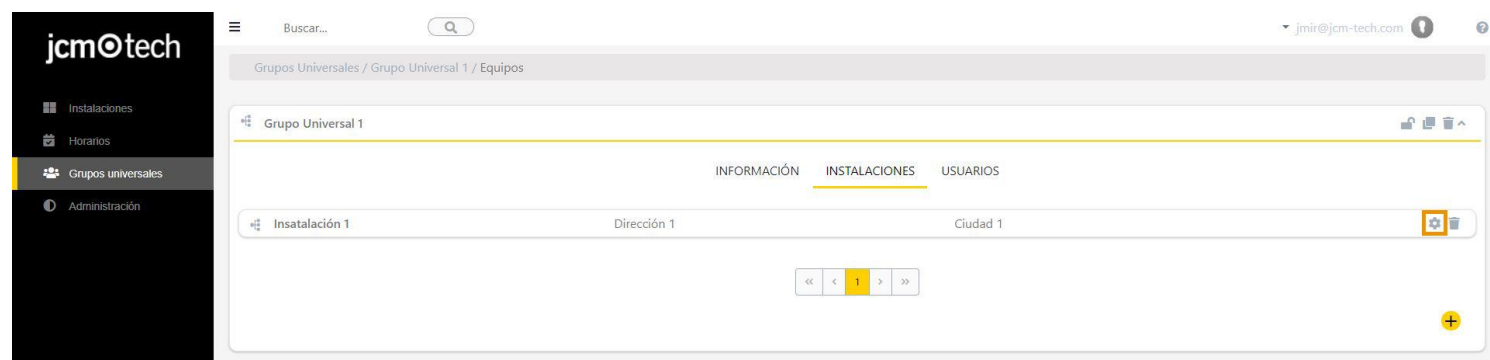 jcm tech
Buscar...
jmir@jcm-tech.com
Grupos Universales / Grupo Universal 1 / Equipos
Instalaciones
Horarios
Grupos universales
Administración
Grupo Universal 1
INFORMACIÓN INSTALACIONES USUARIOS
Insatalación 1 Dirección 1 Ciudad 1
« < 1 > »